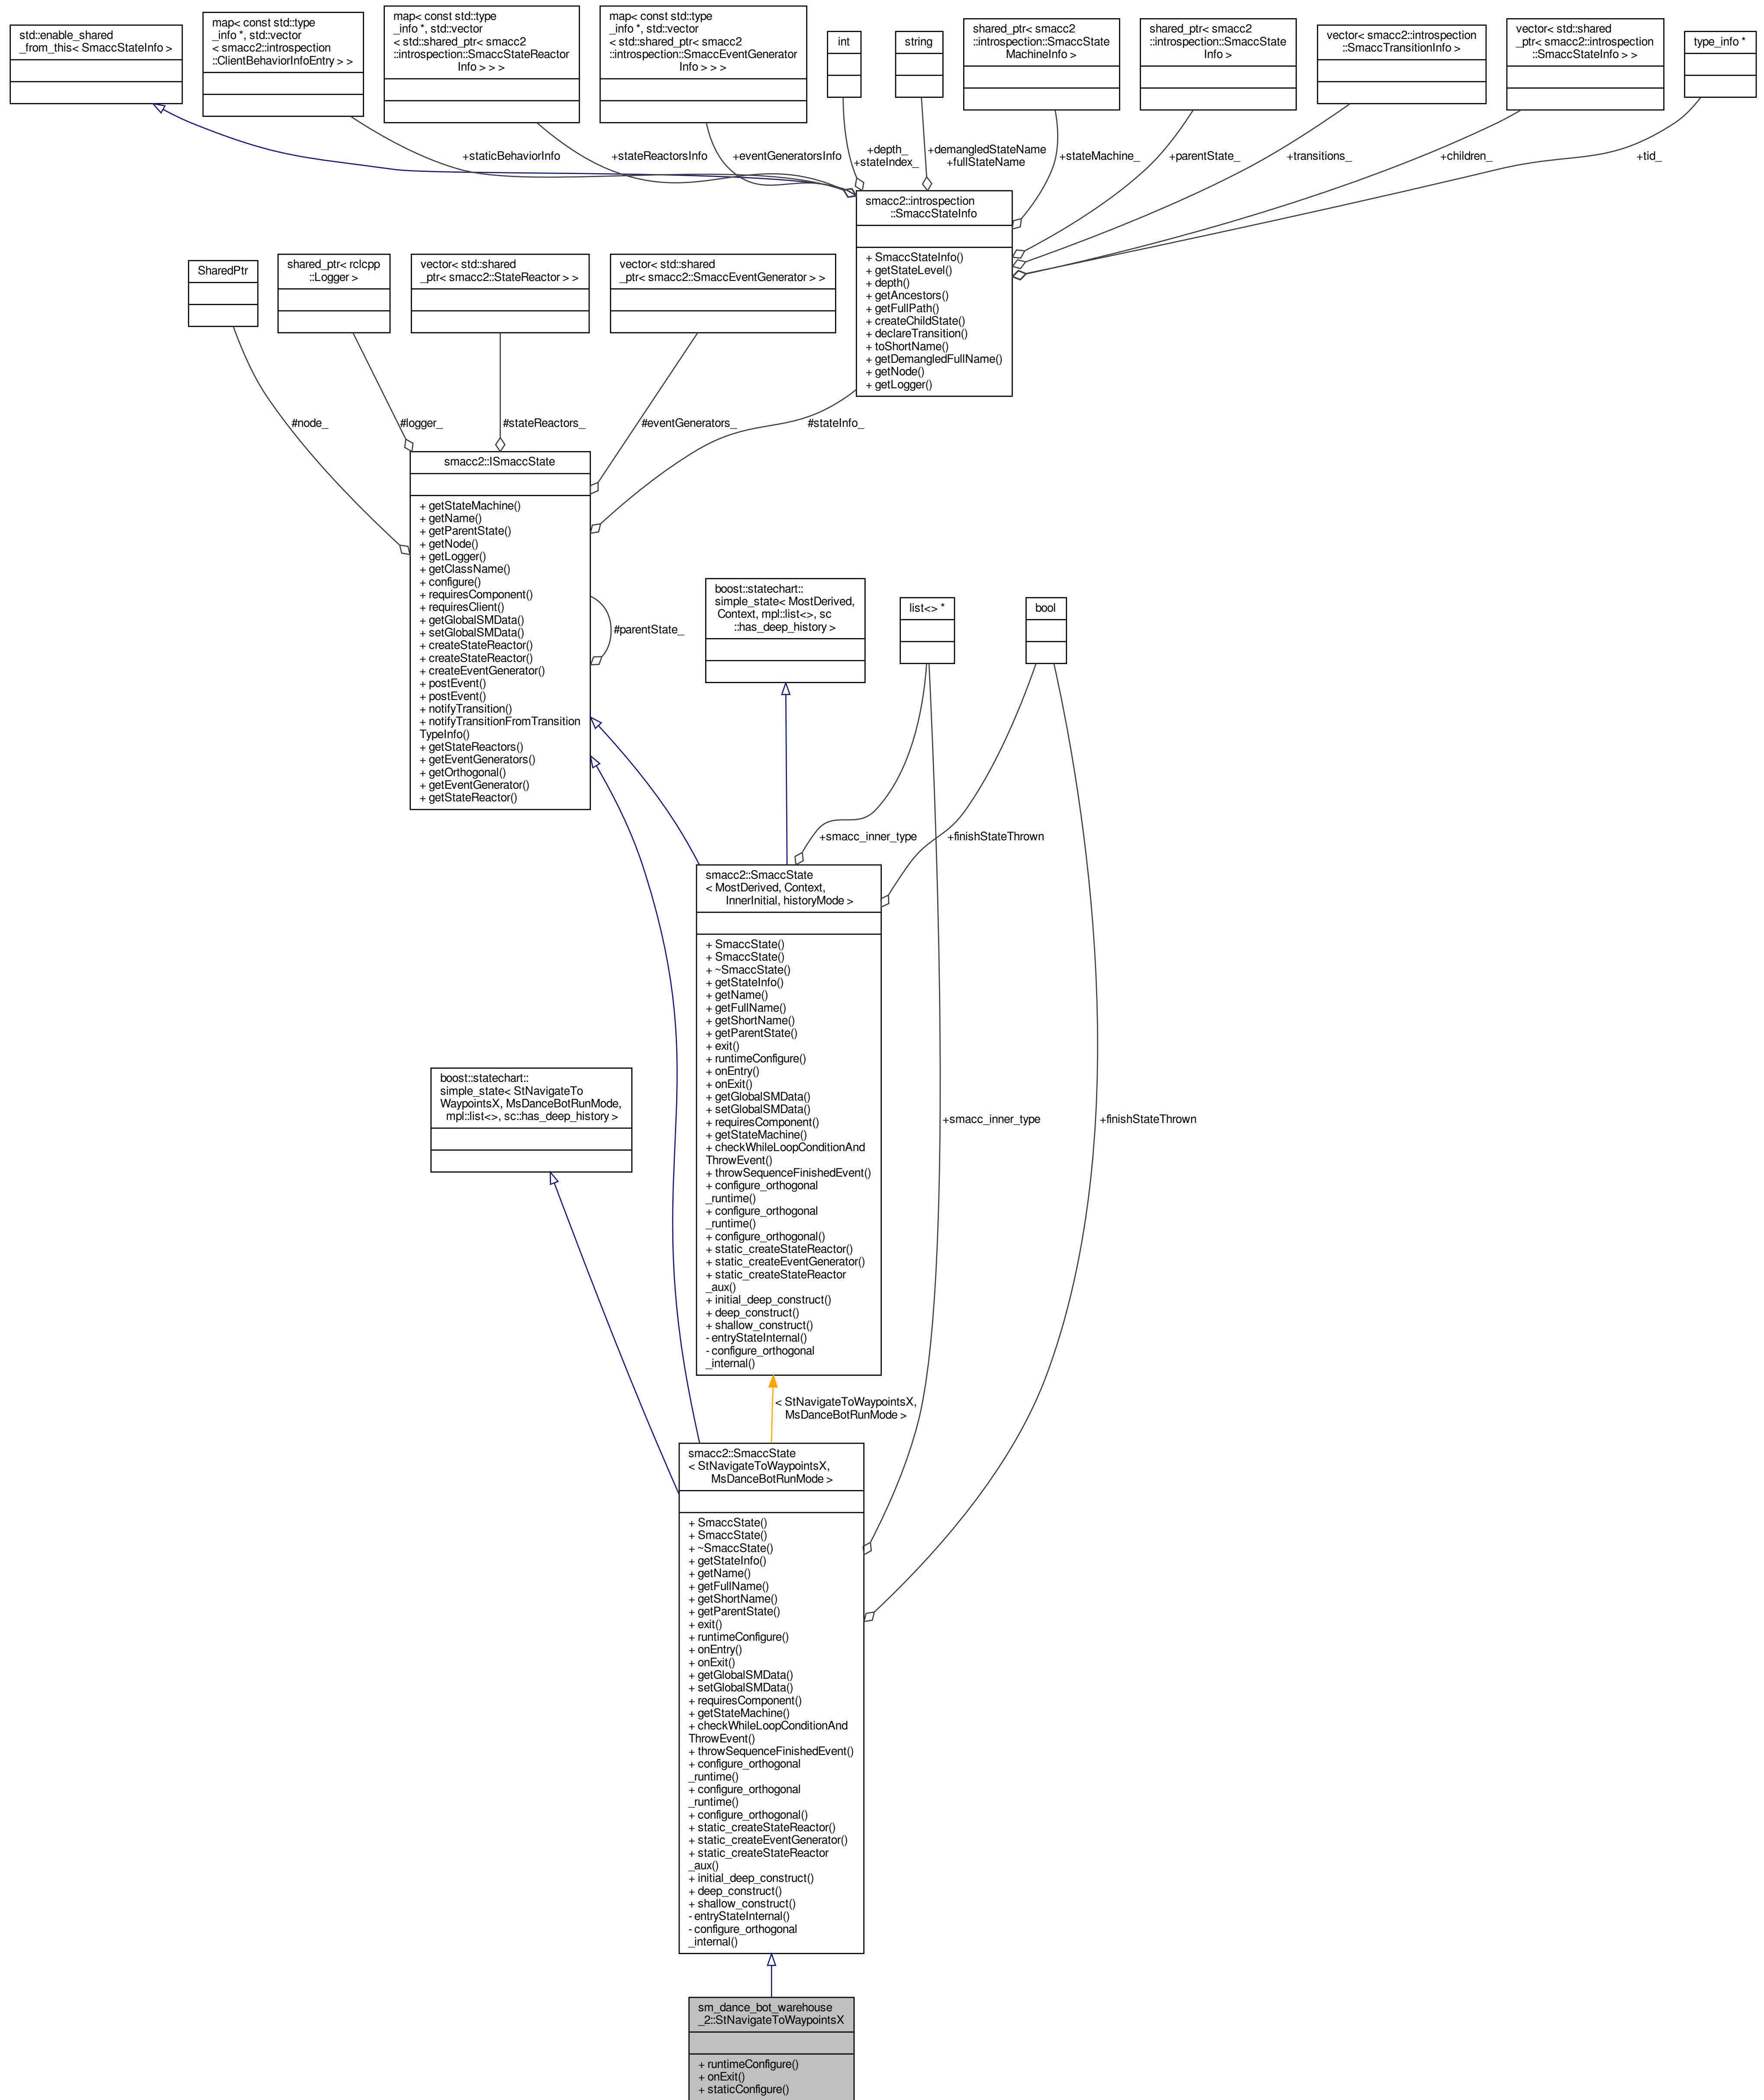 std::enable_shared
_from_this< SmaccStateInfo >
map< const std::type
_info *, std::vector
< smacc2::introspection
::ClientBehaviorInfoEntry > >
map< const std::type
_info *, std::vector
< std::shared_ptr< smacc2
::introspection::SmaccStateReactor
Info > > >
map< const std::type
_info *, std::vector
< std::shared_ptr< smacc2
::introspection::SmaccEventGenerator
Info > > >
int
string
shared_ptr< smacc2
::introspection::SmaccState
MachineInfo >
shared_ptr< smacc2
::introspection::SmaccState
Info >
vector< smacc2::introspection
::SmaccTransitionInfo >
vector< std::shared
_ptr< smacc2::introspection
::SmaccStateInfo > >
type_info *
+staticBehaviorInfo
+stateReactorsInfo
+eventGeneratorsInfo
+depth_
+stateIndex_
+demangledStateName
+fullStateName
+stateMachine_
+parentState_
+transitions_
+children_
+tid_
smacc2::introspection
::SmaccStateInfo
+ SmaccStateInfo()
+ getStateLevel()
+ depth()
+ getAncestors()
+ getFullPath()
+ createChildState()
+ declareTransition()
+ toShortName()
+ getDemangledFullName()
+ getNode()
+ getLogger()
SharedPtr
shared_ptr< rclcpp
::Logger >
vector< std::shared
_ptr< smacc2::StateReactor > >
vector< std::shared
_ptr< smacc2::SmaccEventGenerator > >
#node_
#logger_
#stateReactors_
#eventGenerators_
#stateInfo_
smacc2::ISmaccState
+ getStateMachine()
+ getName()
+ getParentState()
+ getNode()
+ getLogger()
+ getClassName()
+ configure()
+ requiresComponent()
+ requiresClient()
+ getGlobalSMData()
+ setGlobalSMData()
+ createStateReactor()
+ createStateReactor()
+ createEventGenerator()
+ postEvent()
+ postEvent()
+ notifyTransition()
+ notifyTransitionFromTransition
TypeInfo()
+ getStateReactors()
+ getEventGenerators()
+ getOrthogonal()
+ getEventGenerator()
+ getStateReactor()
#parentState_
boost::statechart::
simple_state< MostDerived,
Context, mpl::list<>, sc
::has_deep_history >
list<> *
bool
+smacc_inner_type
+finishStateThrown
smacc2::SmaccState
< MostDerived, Context,
InnerInitial, historyMode >
+ SmaccState()
+ SmaccState()
+ ~SmaccState()
+ getStateInfo()
+ getName()
+ getFullName()
+ getShortName()
+ getParentState()
+ exit()
+ runtimeConfigure()
+ onEntry()
+ onExit()
+ getGlobalSMData()
+ setGlobalSMData()
+ requiresComponent()
+ getStateMachine()
+ checkWhileLoopConditionAnd
ThrowEvent()
+ throwSequenceFinishedEvent()
+ configure_orthogonal
_runtime()
+ configure_orthogonal
_runtime()
+ configure_orthogonal()
+ static_createStateReactor()
+ static_createEventGenerator()
+ static_createStateReactor
_aux()
+ initial_deep_construct()
+ deep_construct()
+ shallow_construct()
- entryStateInternal()
- configure_orthogonal
_internal()
boost::statechart::
simple_state< StNavigateTo
WaypointsX, MsDanceBotRunMode,
mpl::list<>, sc::has_deep_history >
+smacc_inner_type
+finishStateThrown
< StNavigateToWaypointsX,
MsDanceBotRunMode >
smacc2::SmaccState
< StNavigateToWaypointsX,
MsDanceBotRunMode >
+ SmaccState()
+ SmaccState()
+ ~SmaccState()
+ getStateInfo()
+ getName()
+ getFullName()
+ getShortName()
+ getParentState()
+ exit()
+ runtimeConfigure()
+ onEntry()
+ onExit()
+ getGlobalSMData()
+ setGlobalSMData()
+ requiresComponent()
+ getStateMachine()
+ checkWhileLoopConditionAnd
ThrowEvent()
+ throwSequenceFinishedEvent()
+ configure_orthogonal
_runtime()
+ configure_orthogonal
_runtime()
+ configure_orthogonal()
+ static_createStateReactor()
+ static_createEventGenerator()
+ static_createStateReactor
_aux()
+ initial_deep_construct()
+ deep_construct()
+ shallow_construct()
- entryStateInternal()
- configure_orthogonal
_internal()
sm_dance_bot_warehouse
_2::StNavigateToWaypointsX
+ runtimeConfigure()
+ onExit()
+ staticConfigure()